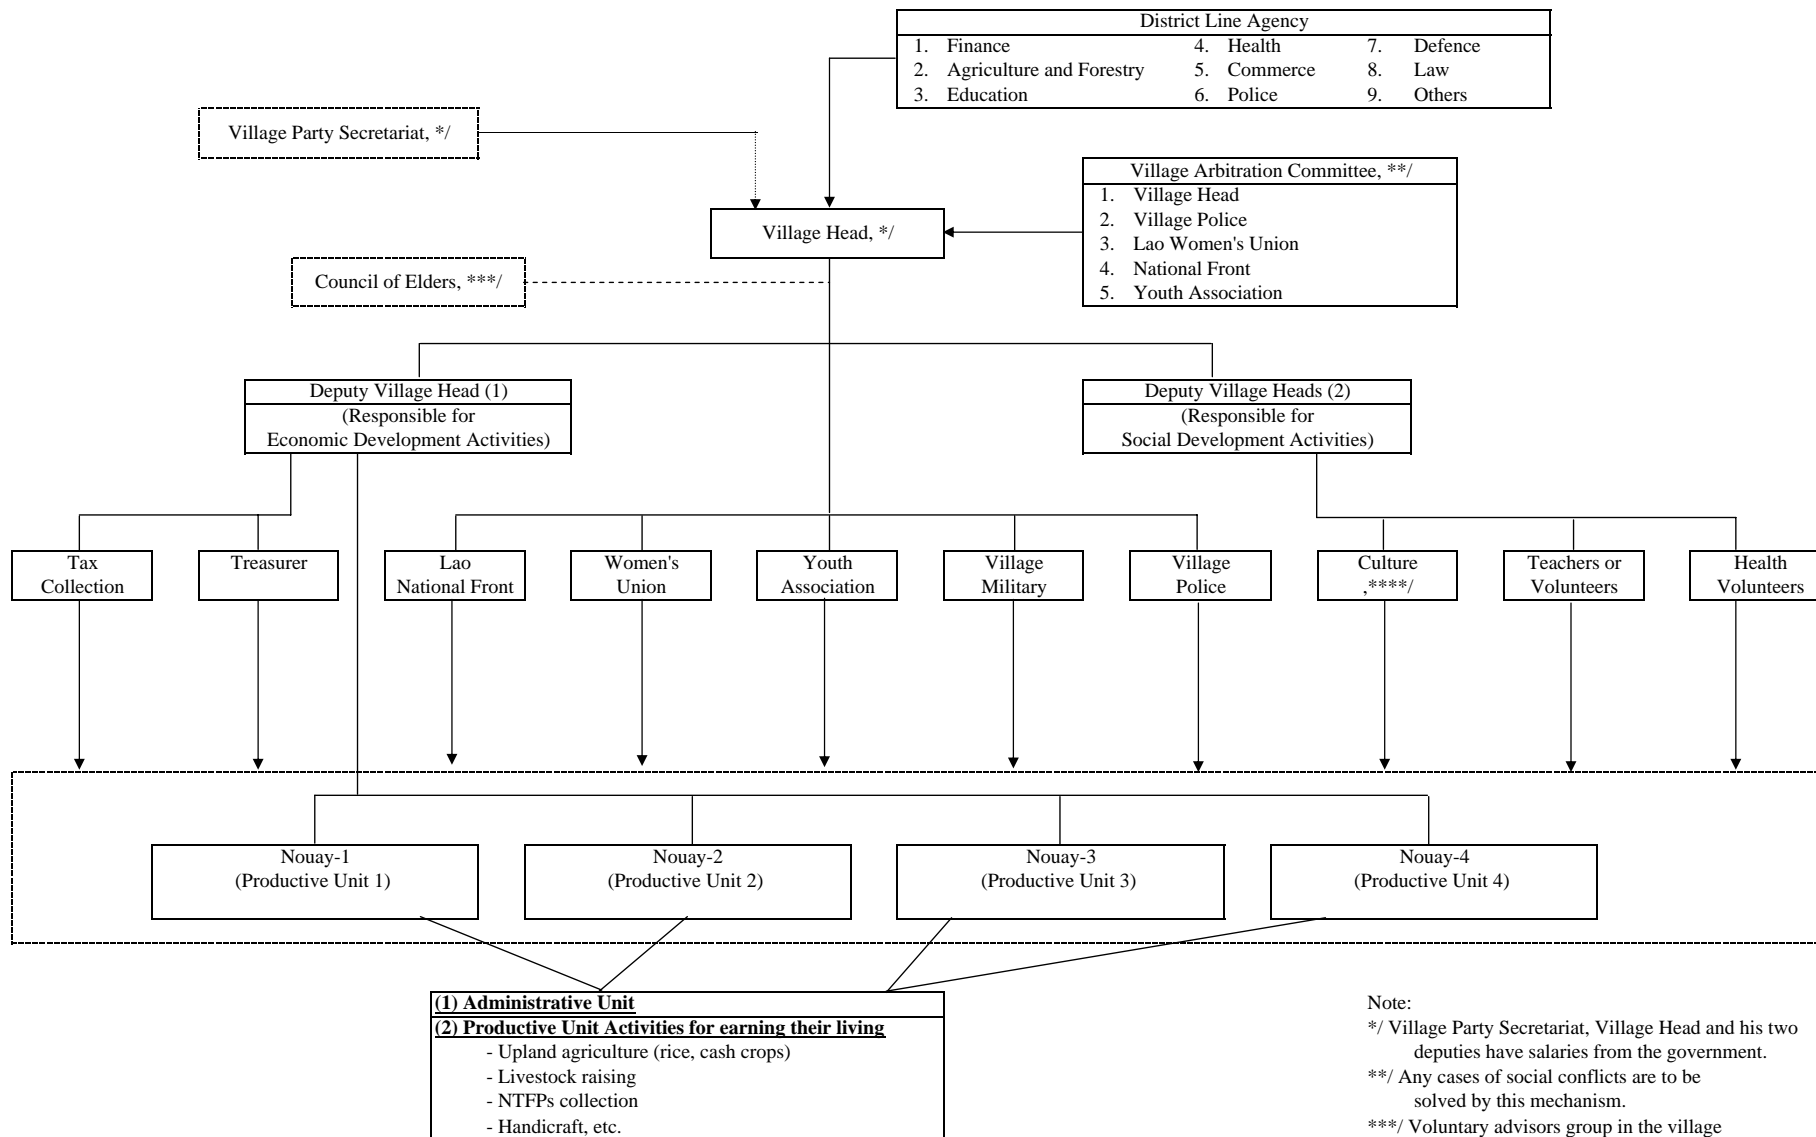 District Line Agency
1. Finance 4. Health 7. Defence
2. Agriculture and Forestry 5. Commerce 8. Law
3. Education 6. Police 9. Others
Village Party Secretariat, */
Village Arbitration Committee, **/
1. Village Head
2. Village Police
3. Lao Women's Union
4. National Front
5. Youth Association
Village Head, */
Council of Elders, ***/
Deputy Village Head (1)
(Responsible for
Economic Development Activities)
Deputy Village Heads (2)
(Responsible for
Social Development Activities)
Tax
Collection
Treasurer
Lao
National Front
Women's
Union
Youth
Association
Village
Military
Village
Police
Culture
,****/
Teachers or
Volunteers
Health
Volunteers
Nouay-1
(Productive Unit 1)
Nouay-2
(Productive Unit 2)
Nouay-3
(Productive Unit 3)
Nouay-4
(Productive Unit 4)
(1) Administrative Unit
(2) Productive Unit Activities for earning their living
- Upland agriculture (rice, cash crops)
- Livestock raising
- NTFPs collection
- Handicraft, etc.
Note:
*/ Village Party Secretariat, Village Head and his two
deputies have salaries from the government.
**/ Any cases of social conflicts are to be
solved by this mechanism.
***/ Voluntary advisors group in the village